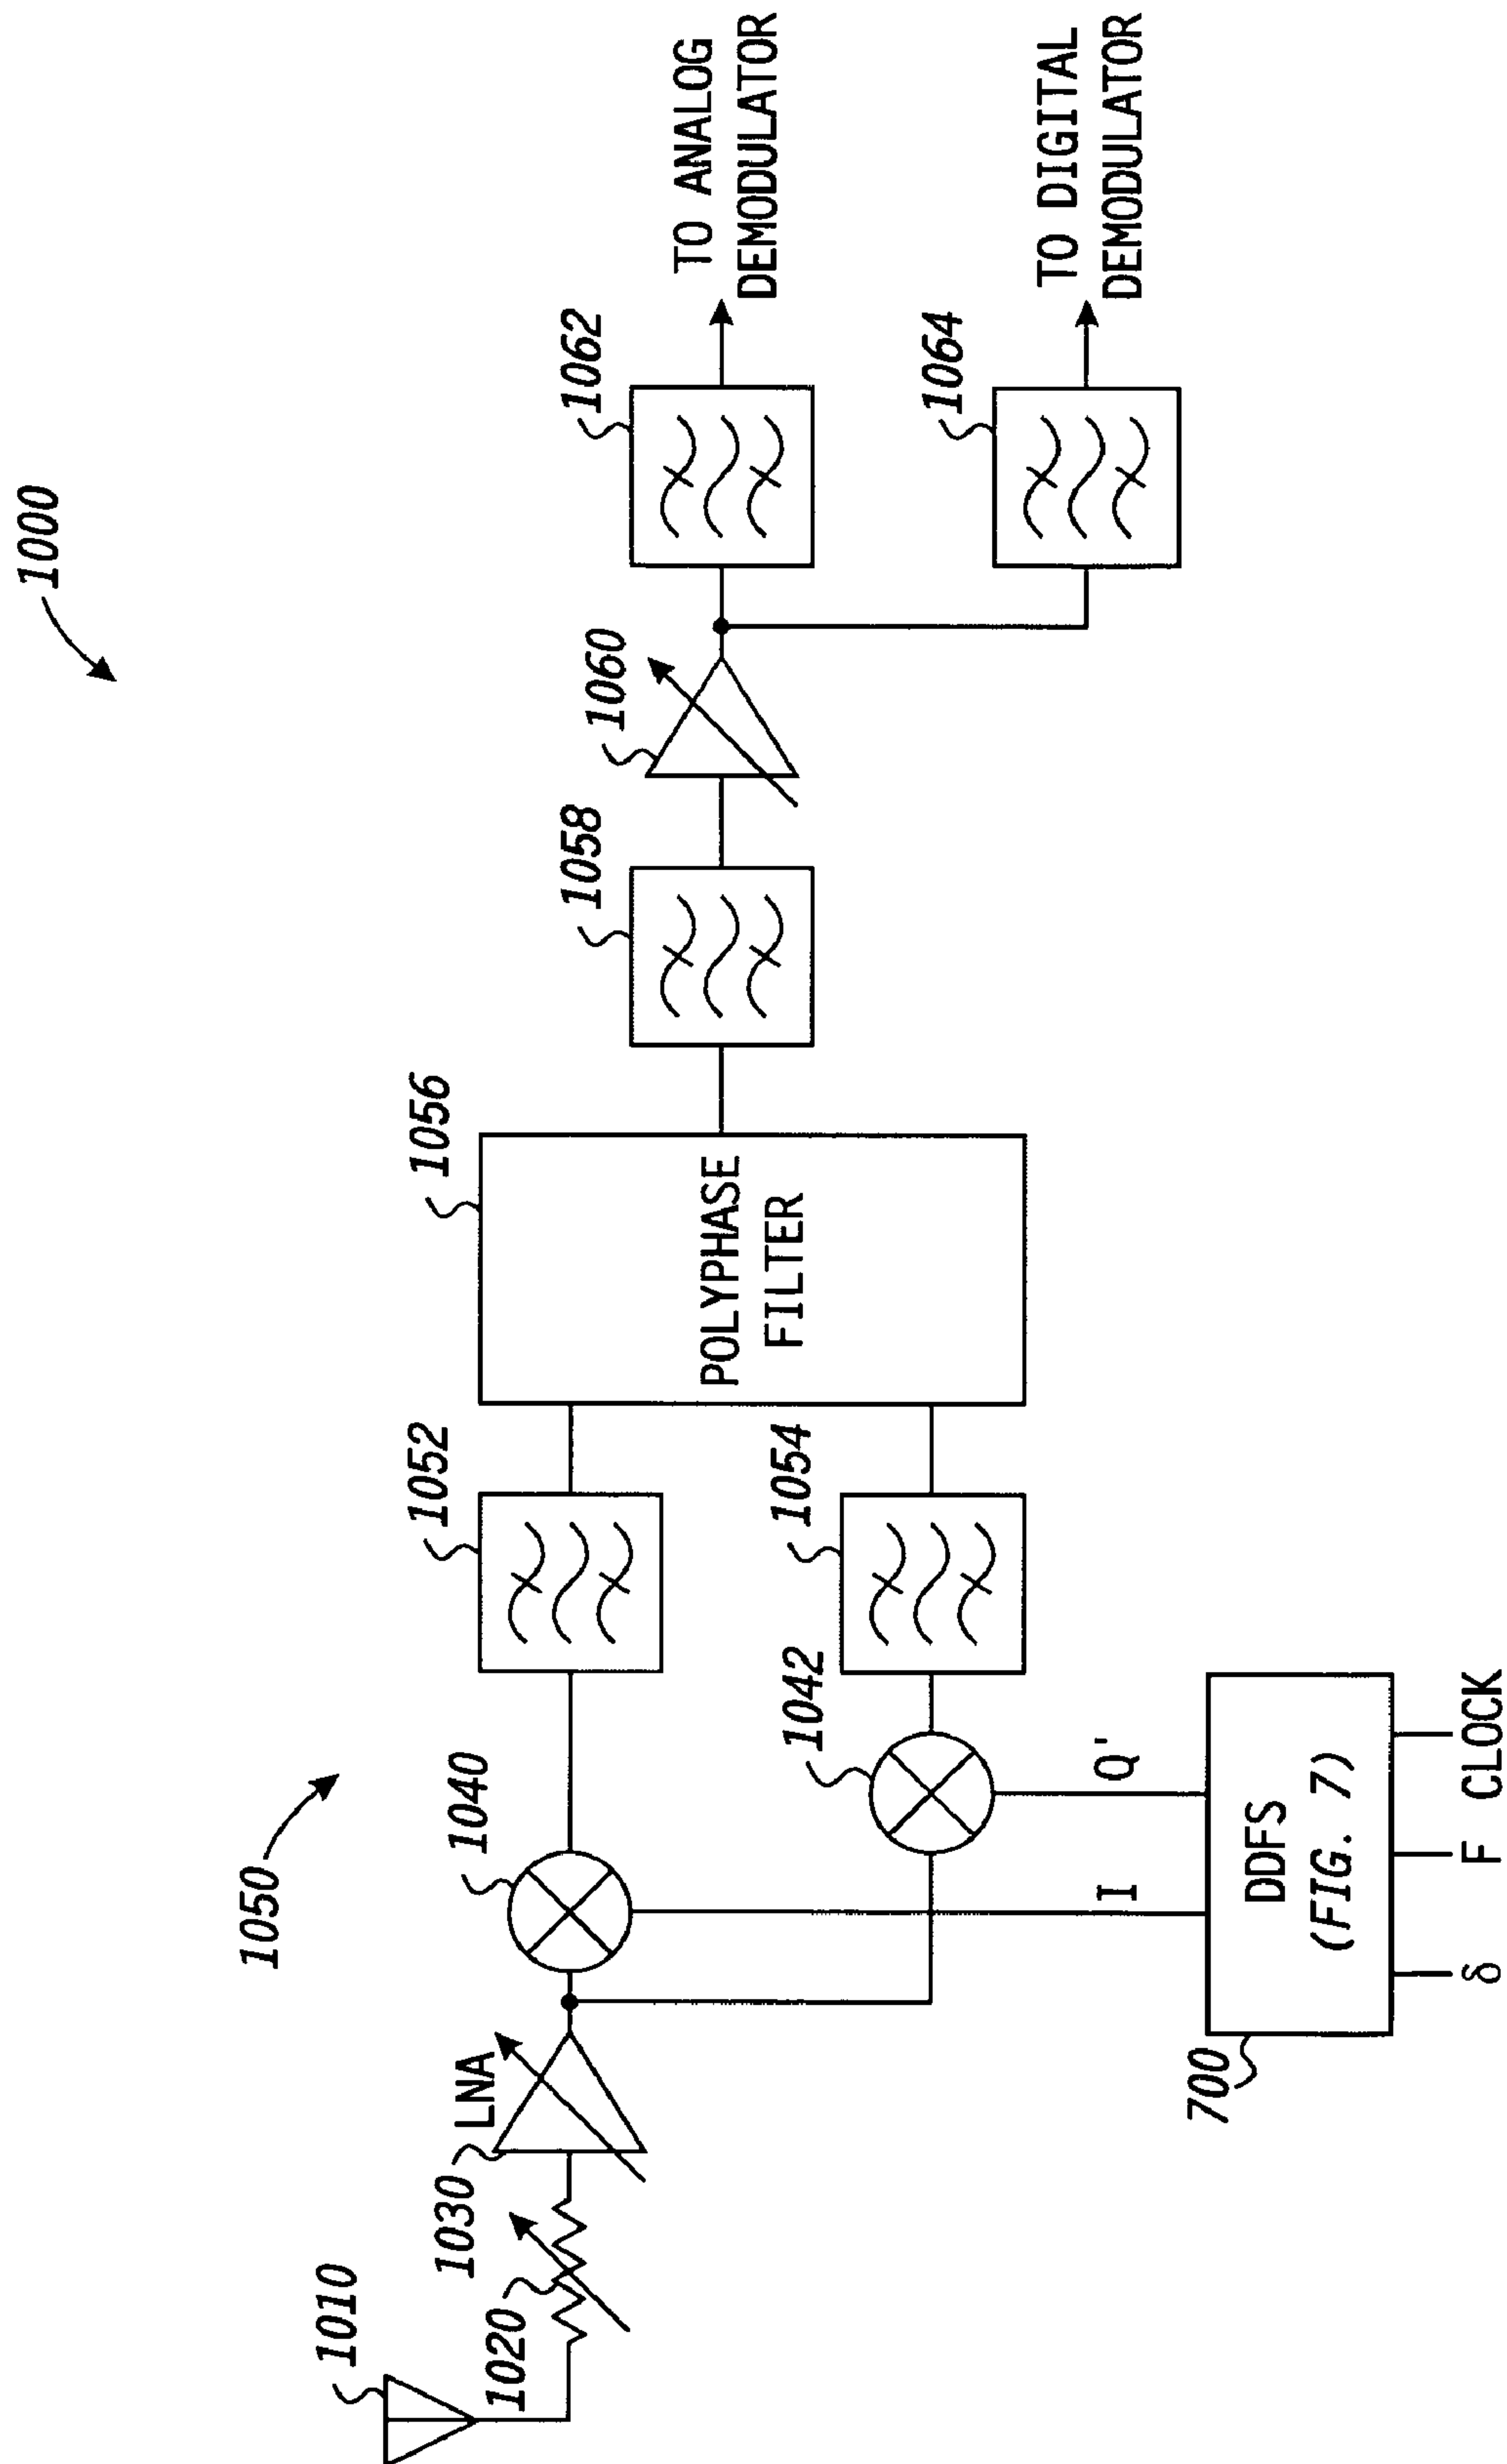 1000
1050
1010
1020
1030
LNA
1040
1042
1052
1054
1056
POLYPHASE
FILTER
1058
1060
1062
1064
TO ANALOG
DEMODULATOR
TO DIGITAL
DEMODULATOR
I
Q'
700
DDFS
(FIG. 7)
δ
F
CLOCK